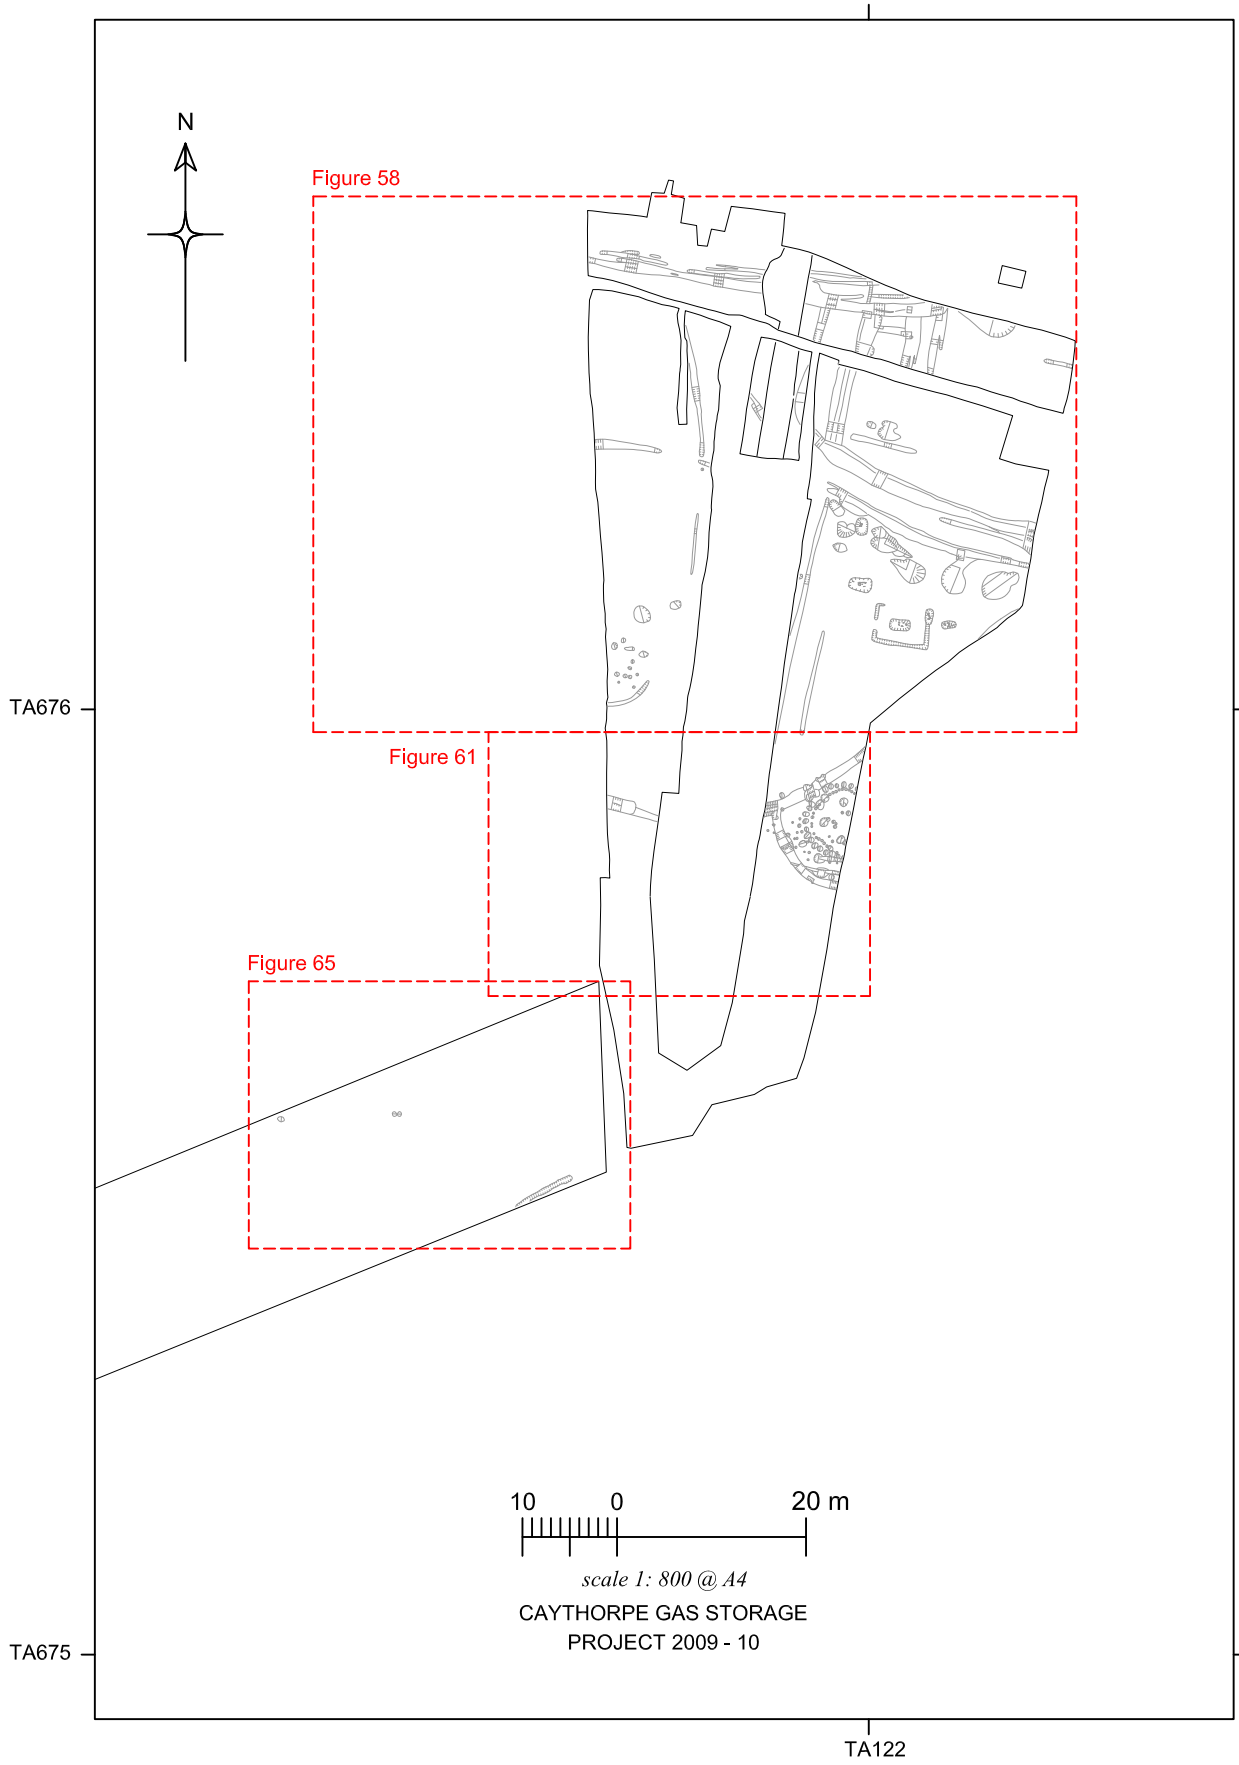 N
Figure 58
TA676
Figure 61
Figure 65
10 0 20 m
scale 1: 800 @ A4
CAYTHORPE GAS STORAGE
PROJECT 2009 - 10
TA675
TA122